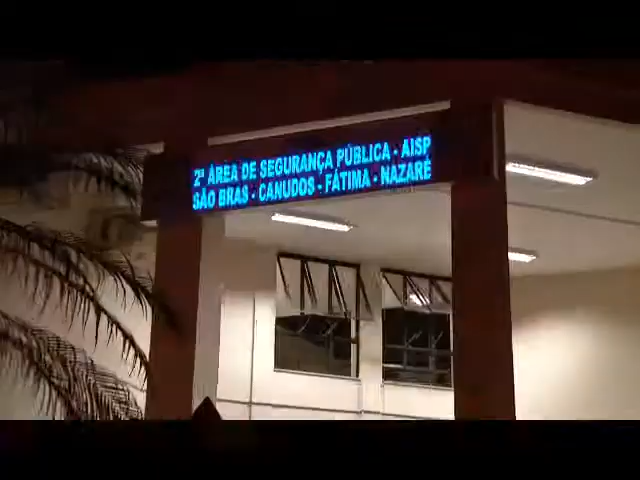 2ª ÁREA DE SEGURANÇA PÚBLICA - AISP
SÃO BRAS - CANUDOS - FÁTIMA - NAZARÉ